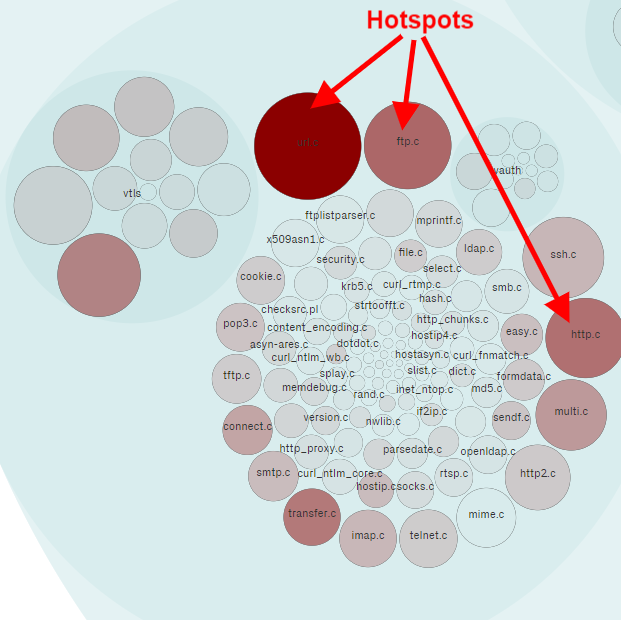 Hotspots
url.c
ftp.c
vauth
vtls
ftplistparser.c
mprintf.c
x509asn1.c
file.c
ldap.c
ssh.c
security.c
select.c
cookie.c
krb5.c
curl_rtmp.c
smb.c
hash.c
strtoofft.c
checksrc.pl
http_chunks.c
pop3.c
content_encoding.c
easy.c
http.c
hostip4.c
asyn-ares.c
dotdot.c
curl_ntlm_wb.c
hostasyn.c
curl_fnmatch.c
splay.c
slist.c
dict.c
tftp.c
formdata.c
memdebug.c
inet_ntop.c
md5.c
rand.c
version.c
if2ip.c
multi.c
nwlib.c
sendf.c
connect.c
http_proxy.c
parsedate.c
openldap.c
smtp.c
curl_ntlm_core.c
rtsp.c
http2.c
hostip.c
socks.c
transfer.c
mime.c
imap.c
telnet.c